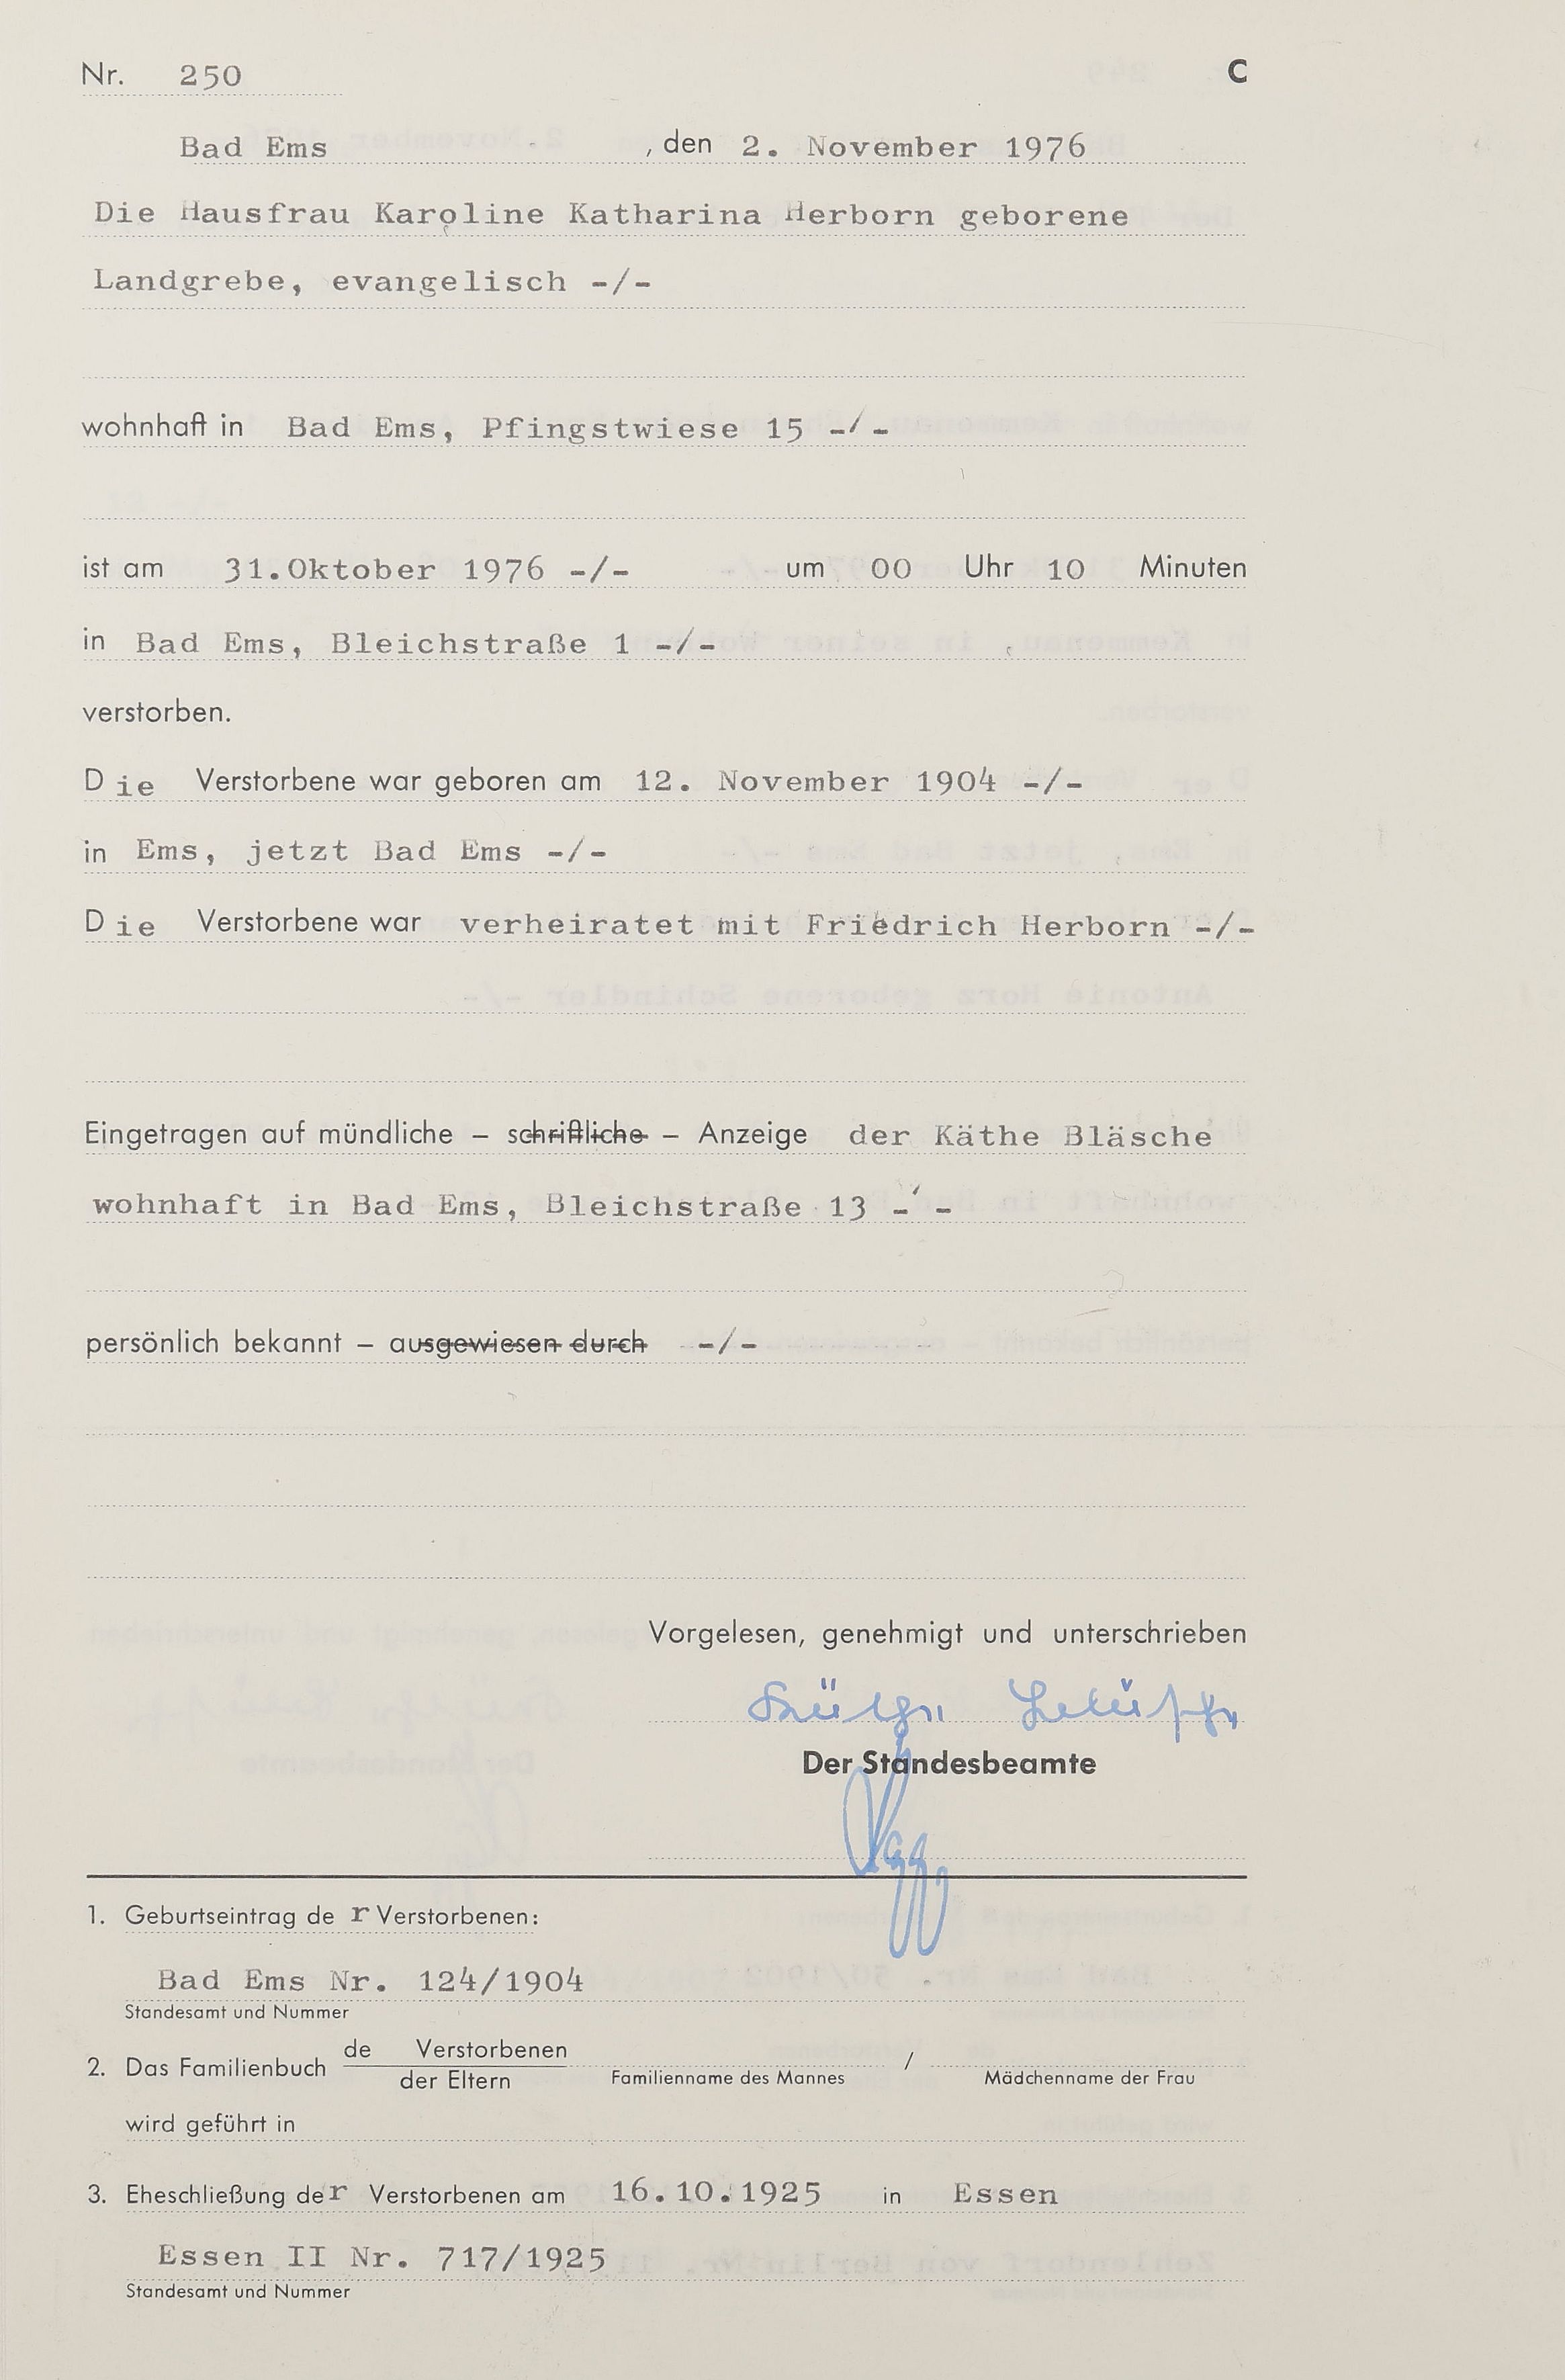 Nr. 250 C
Bad Ems , den 2. November 1976
Die Hausfrau Karoline Katharina Herborn geborene
Landgrebe, evangelisch -/-
wohnhaft in Bad Ems, Pfingstwiese 15 -/-
ist am 31.Oktober 1976 -/- um 00 Uhr 10 Minuten
in Bad Ems, Bleichstraße 1 -/-
verstorben.
Die Verstorbene war geboren am 12. November 1904 -/-
in Ems, jetzt Bad Ems -/-
Die Verstorbene war verheiratet mit Friedrich Herborn -/-
Eingetragen auf mündliche – schriftliche – Anzeige der Käthe Bläsche
wohnhaft in Bad Ems, Bleichstraße 13 -/-
persönlich bekannt – ausgewiesen durch -/-
Vorgelesen, genehmigt und unterschrieben
Der Standesbeamte
1. Geburtseintrag der Verstorbenen:
Bad Ems Nr. 124/1904
Standesamt und Nummer
2. Das Familienbuch de Verstorbenen /
der Eltern Familienname des Mannes Mädchenname der Frau
wird geführt in
3. Eheschließung der Verstorbenen am 16.10.1925 in Essen
Essen II Nr. 717/1925
Standesamt und Nummer